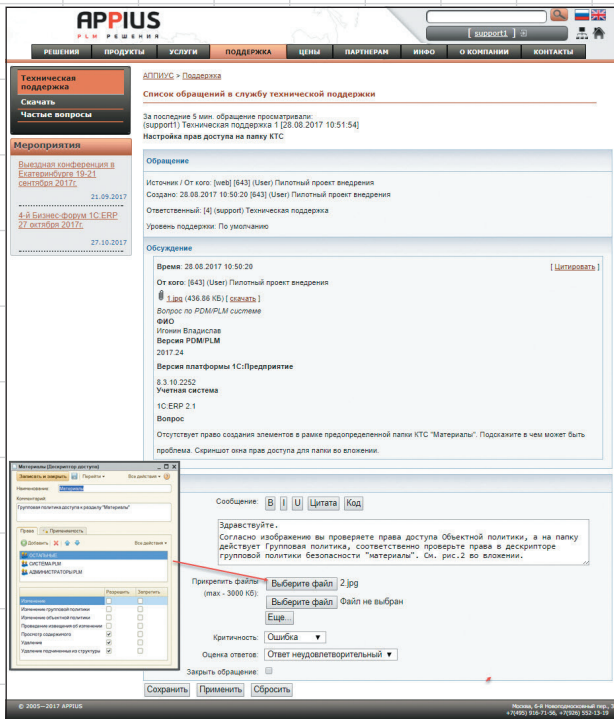 APPIUS
PLM РЕШЕНИЯ
[ support1 ]
РЕШЕНИЯ ПРОДУКТЫ УСЛУГИ ПОДДЕРЖКА ЦЕНЫ ПАРТНЕРАМ ИНФО О КОМПАНИИ КОНТАКТЫ
Техническая
поддержка
Скачать
Частые вопросы
Мероприятия
Выездная конференция в
Екатеринбурге 19-21
сентября 2017г.
21.09.2017
4-й Бизнес-форум 1С:ERP
27 октября 2017г.
27.10.2017
АППИУС > Поддержка
Список обращений в службу технической поддержки
За последние 5 мин. обращение просматривали:
(support1) Техническая поддержка 1 [28.08.2017 10:51:54]
Настройка прав доступа на папку КТС
Обращение
Источник / От кого: [web] [643] (User) Пилотный проект внедрения
Создано: 28.08.2017 10:50:20 [643] (User) Пилотный проект внедрения
Ответственный: [4] (support) Техническая поддержка
Уровень поддержки: По умолчанию
Обсуждение
Время: 28.08.2017 10:50:20 [ Цитировать ]
От кого: [643] (User) Пилотный проект внедрения
1.jpg (436.86 КБ) [ скачать ]
Вопрос по PDM/PLM системе
ФИО
Игонин Владислав
Версия PDM/PLM
2017.24
Версия платформы 1С:Предприятие
8.3.10.2252
Учетная система
1С:ERP 2.1
Вопрос
Отсутствует право создания элементов в рамке предопределенной папки КТС "Материалы". Подскажите в чем может быть
проблема. Скриншот окна прав доступа для папки во вложении.
Материалы (Дескриптор доступа)
Записать и закрыть Перейти Все действия
Наименование: Материалы
Комментарий:
Групповая политика доступа к разделу "Материалы"
Права Применяемость
Добавить Все действия
ОСТАЛЬНЫЕ
СИСТЕМА PLM
АДМИНИСТРАТОРЫ PLM
Разрешить Запретить
Изменение
Изменение групповой политики
Изменение объектной политики
Проведение извещения об изменении
Просмотр содержимого
Удаление
Удаление подчиненных из структуры
Сообщение: B I U Цитата Код
Здравствуйте.
Согласно изображению вы проверяете права доступа Объектной политики, а на папку
действует Групповая политика, соответственно проверьте права в дескрипторе
групповой политики безопасности "материалы". См. рис.2 во вложении.
Прикрепить файлы
(max - 3000 Кб):
Выберите файл 2.jpg
Выберите файл Файл не выбран
Еще...
Критичность: Ошибка
Оценка ответов: Ответ неудовлетворительный
Закрыть обращение:
Сохранить Применить Сбросить
© 2005—2017 APPIUS
Москва, 6-й Новоподмосковный пер.
+7(495) 916-71-56, +7(926) 552-13-19